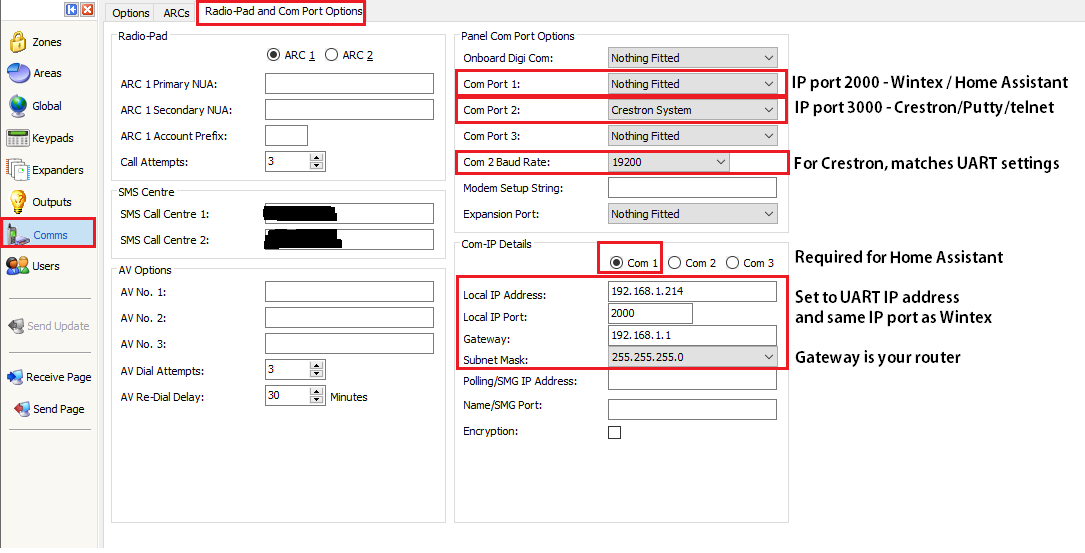 Options ARCs Radio-Pad and Com Port Options
Zones
Areas
Global
Keypads
Expanders
Outputs
Comms
Users
Send Update
Receive Page
Send Page
Radio-Pad
ARC 1 ARC 2
ARC 1 Primary NUA:
ARC 1 Secondary NUA:
ARC 1 Account Prefix:
Call Attempts: 3
SMS Centre
SMS Call Centre 1:
SMS Call Centre 2:
AV Options
AV No. 1:
AV No. 2:
AV No. 3:
AV Dial Attempts: 3
AV Re-Dial Delay: 30 Minutes
Panel Com Port Options
Onboard Digi Com: Nothing Fitted
Com Port 1: Nothing Fitted
Com Port 2: Crestron System
Com Port 3: Nothing Fitted
Com 2 Baud Rate: 19200
Modem Setup String:
Expansion Port: Nothing Fitted
Com-IP Details
Com 1 Com 2 Com 3
Local IP Address: 192.168.1.214
Local IP Port: 2000
Gateway: 192.168.1.1
Subnet Mask: 255.255.255.0
Polling/SMG IP Address:
Name/SMG Port:
Encryption:
IP port 2000 - Wintex / Home Assistant
IP port 3000 - Crestron/Putty/telnet
For Crestron, matches UART settings
Required for Home Assistant
Set to UART IP address
and same IP port as Wintex
Gateway is your router